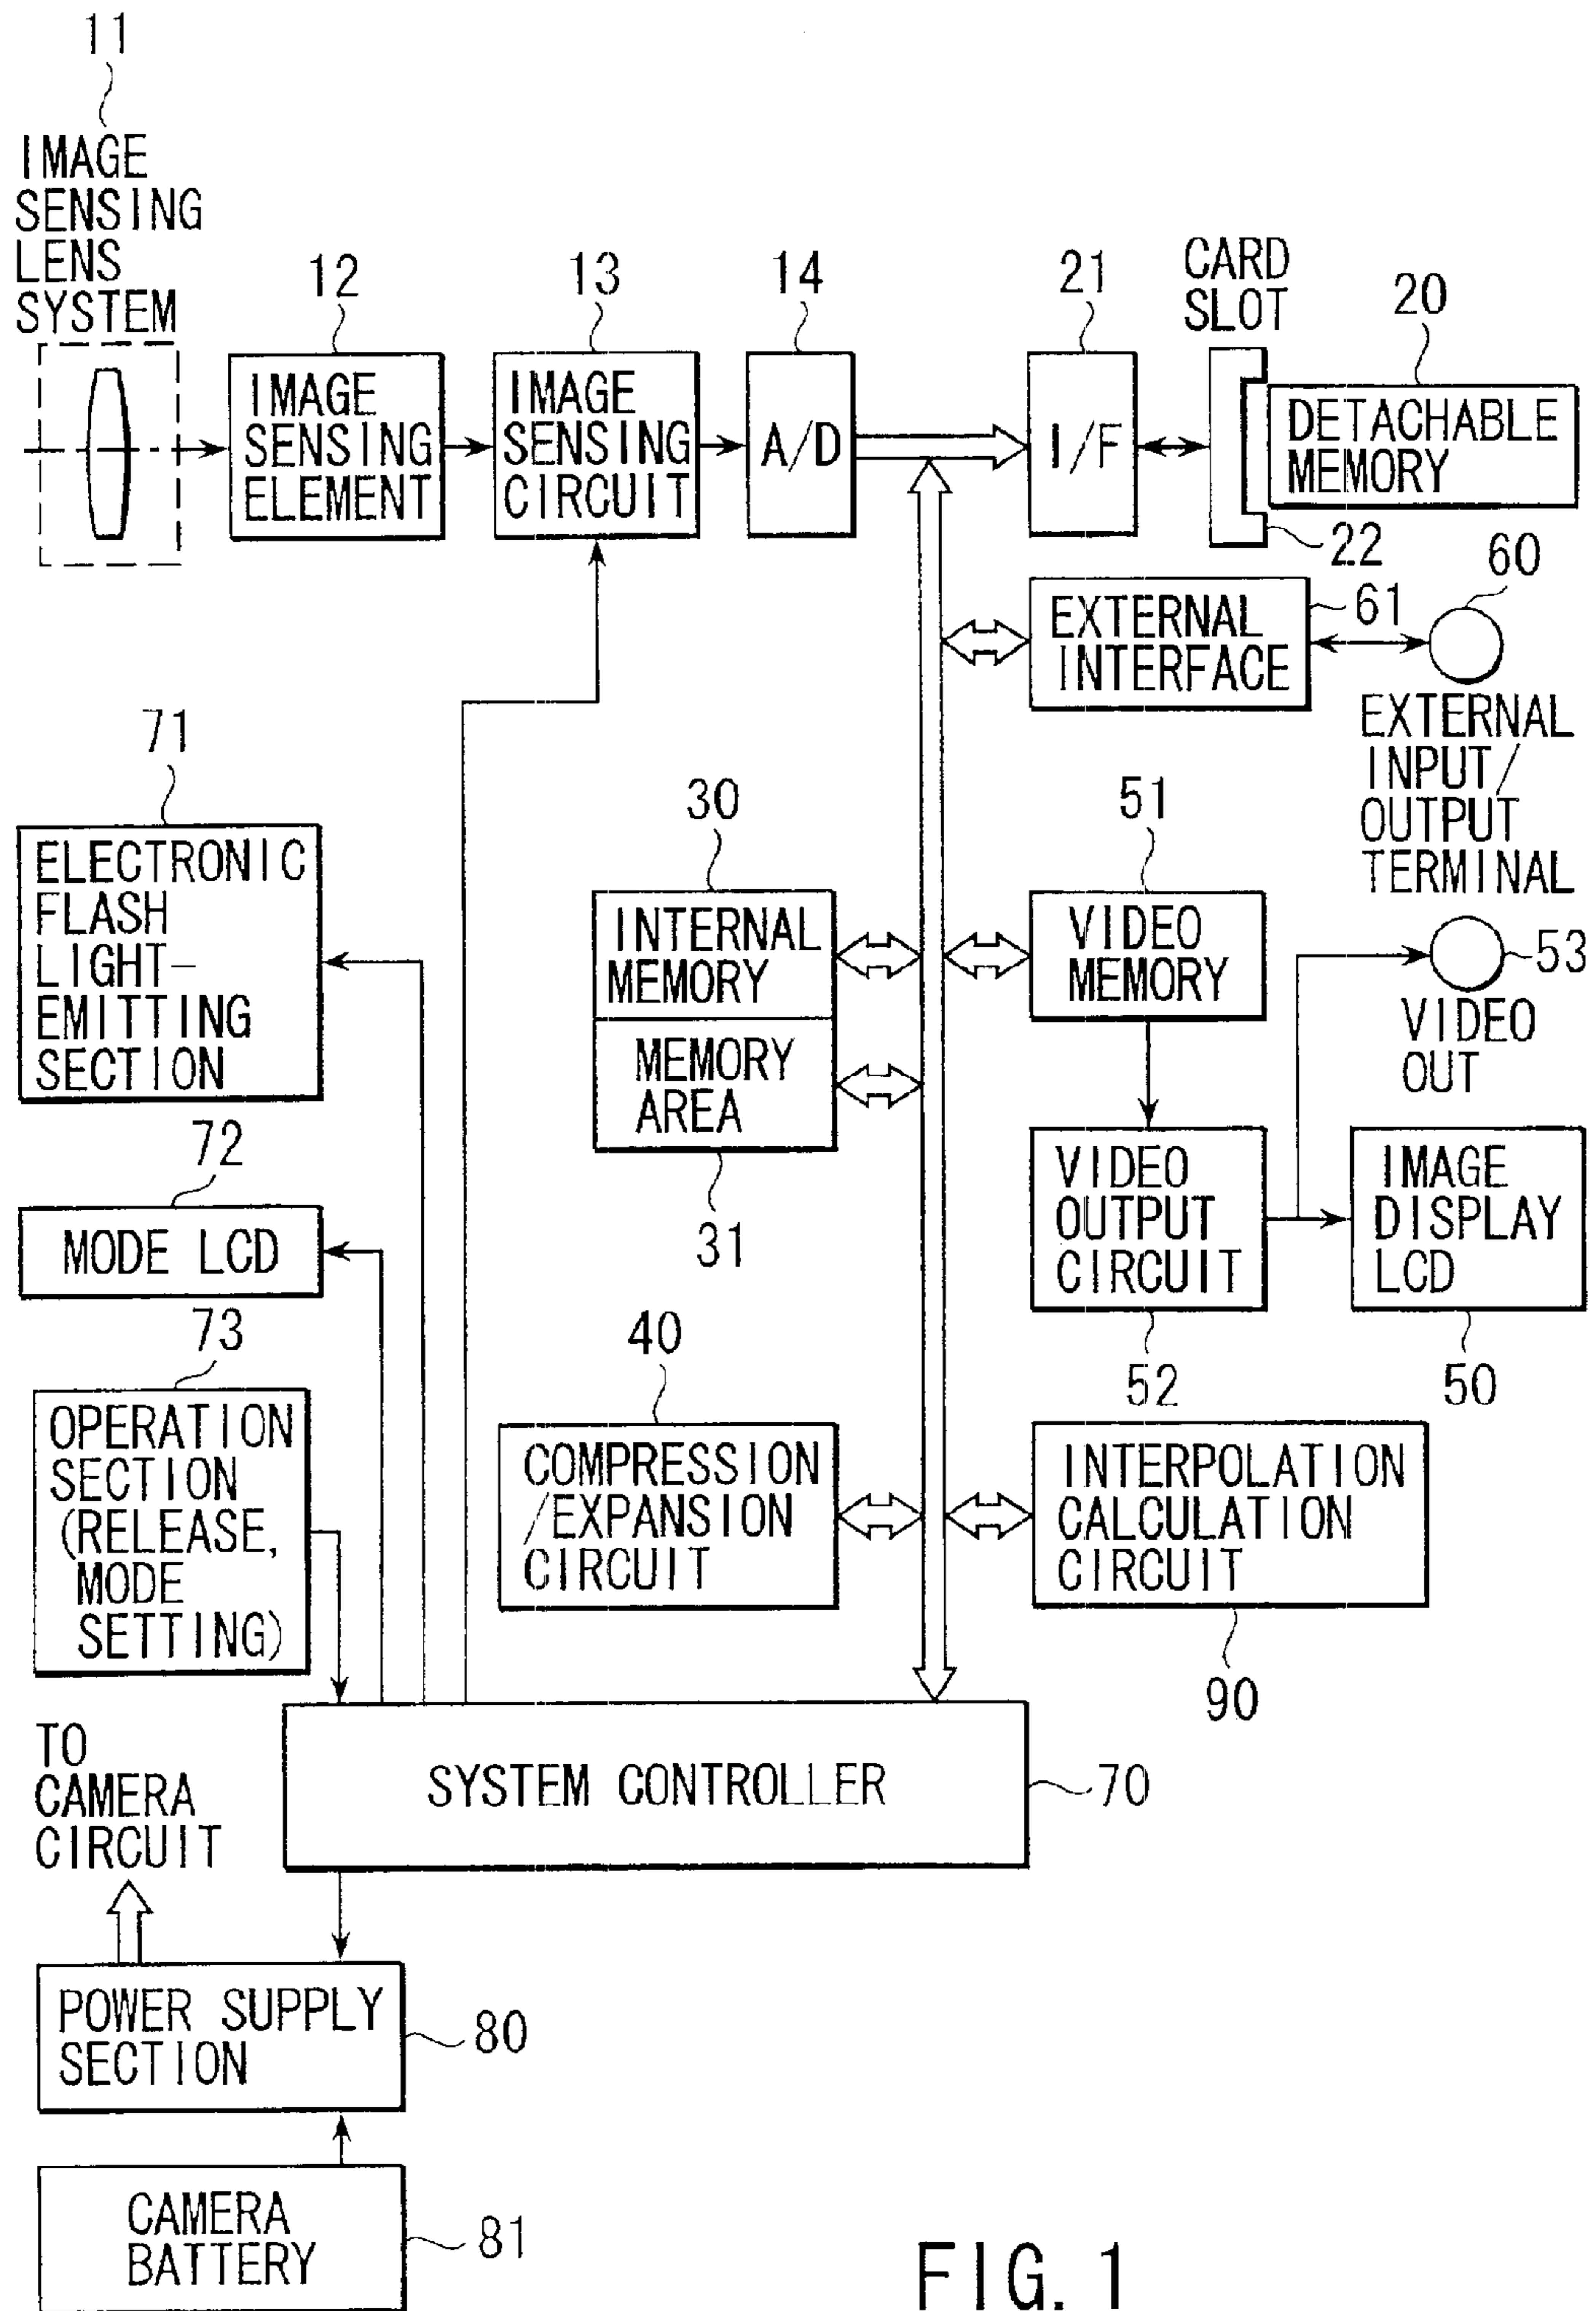 11
IMAGE
SENSING
LENS
SYSTEM
12
IMAGE
SENSING
ELEMENT
13
IMAGE
SENSING
CIRCUIT
14
A/D
21
I/F
CARD
SLOT
20
DETACHABLE
MEMORY
22
EXTERNAL
INTERFACE
61
60
EXTERNAL
INPUT/
OUTPUT
TERMINAL
71
ELECTRONIC
FLASH
LIGHT-
EMITTING
SECTION
30
INTERNAL
MEMORY
MEMORY
AREA
31
51
VIDEO
MEMORY
53
VIDEO
OUT
72
MODE LCD
VIDEO
OUTPUT
CIRCUIT
52
IMAGE
DISPLAY
LCD
50
73
OPERATION
SECTION
(RELEASE,
MODE
SETTING)
40
COMPRESSION
/EXPANSION
CIRCUIT
INTERPOLATION
CALCULATION
CIRCUIT
90
TO
CAMERA
CIRCUIT
SYSTEM CONTROLLER
70
POWER SUPPLY
SECTION
80
CAMERA
BATTERY
81
FIG. 1